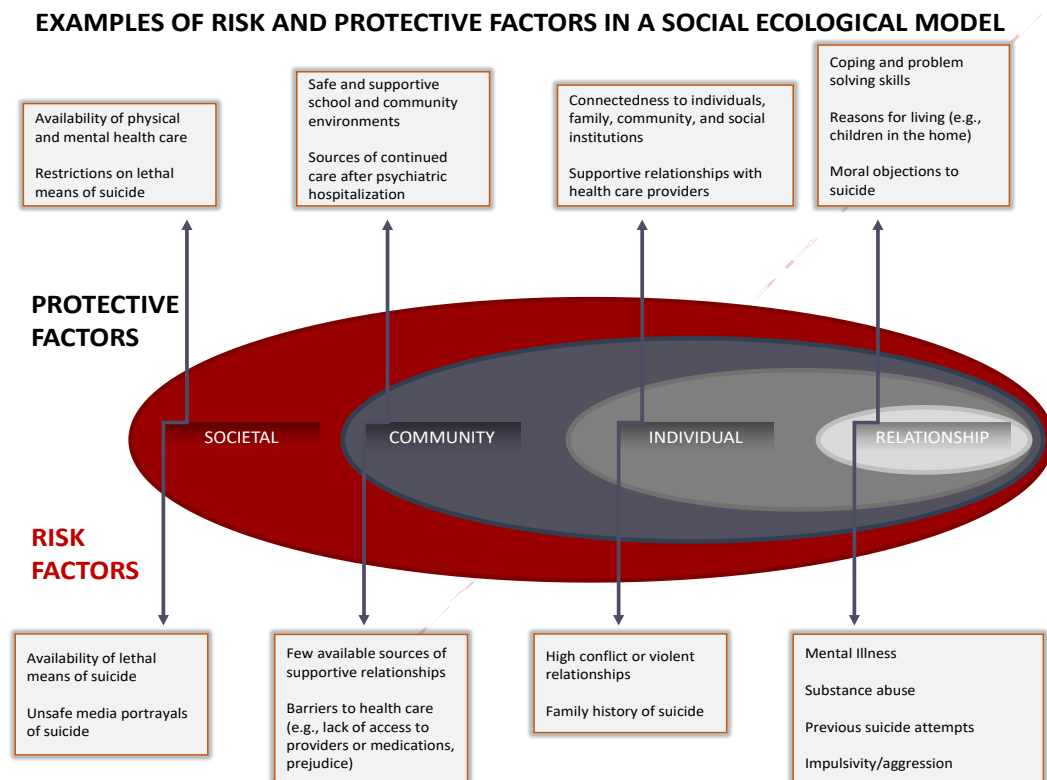 EXAMPLES OF RISK AND PROTECTIVE FACTORS IN A SOCIAL ECOLOGICAL MODEL
Availability of physical
and mental health care
Restrictions on lethal
means of suicide
Safe and supportive
school and community
environments
Sources of continued
care after psychiatric
hospitalization
Connectedness to individuals,
family, community, and social
institutions
Supportive relationships with
health care providers
Coping and problem
solving skills
Reasons for living (e.g.,
children in the home)
Moral objections to
suicide
PROTECTIVE
FACTORS
SOCIETAL
COMMUNITY
INDIVIDUAL
RELATIONSHIP
RISK
FACTORS
Availability of lethal
means of suicide
Unsafe media portrayals
of suicide
Few available sources of
supportive relationships
Barriers to health care
(e.g., lack of access to
providers or medications,
prejudice)
High conflict or violent
relationships
Family history of suicide
Mental Illness
Substance abuse
Previous suicide attempts
Impulsivity/aggression